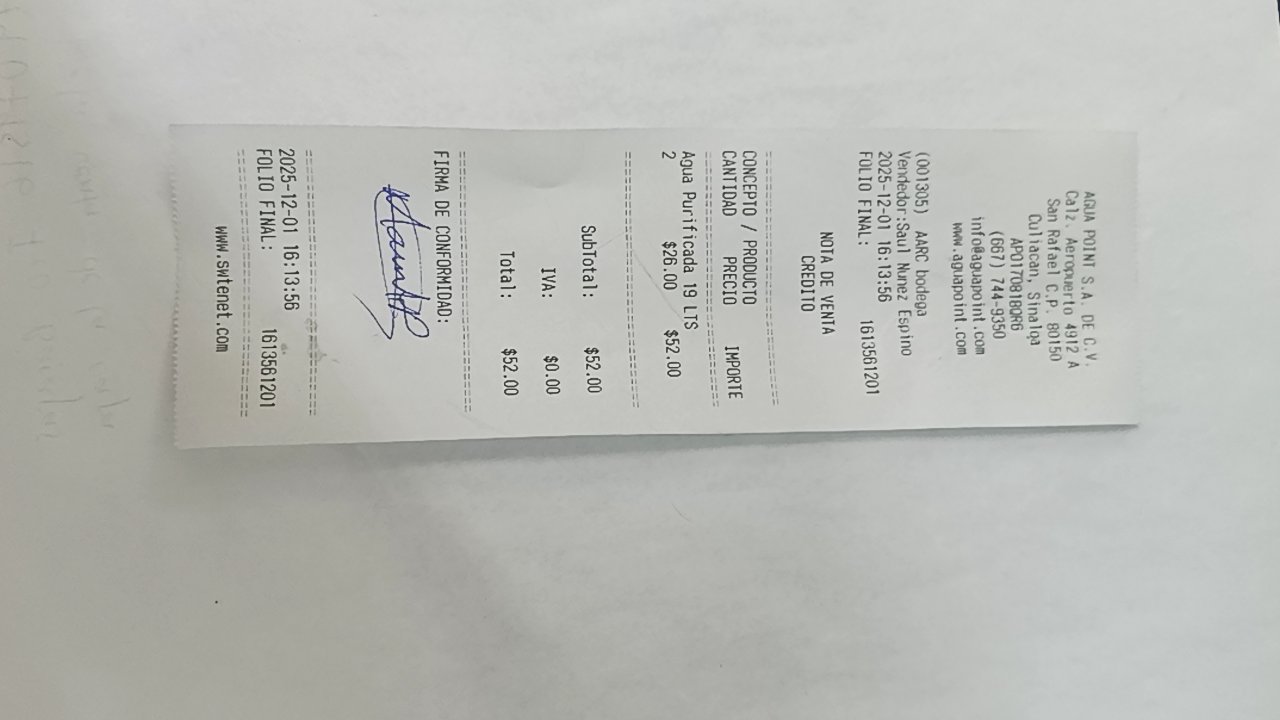 AGUA POINT S.A. DE C.V.
Calz. Aeropuerto 4912 A
San Rafael C.P. 80150
Culiacan, Sinaloa
APO170818QR6
(667) 744-9350
info@aguapoint.com
www.aguapoint.com
(001305) AARC bodega
Vendedor:Saul Nunez Espino
2025-12-01 16:13:56
FOLIO FINAL: 1613561201
NOTA DE VENTA
CREDITO
CONCEPTO / PRODUCTO
CANTIDAD PRECIO IMPORTE
Agua Purificada 19 LTS
2 $26.00 $52.00
SubTotal: $52.00
IVA: $0.00
Total: $52.00
FIRMA DE CONFORMIDAD:
2025-12-01 16:13:56
FOLIO FINAL: 1613561201
www.swtenet.com